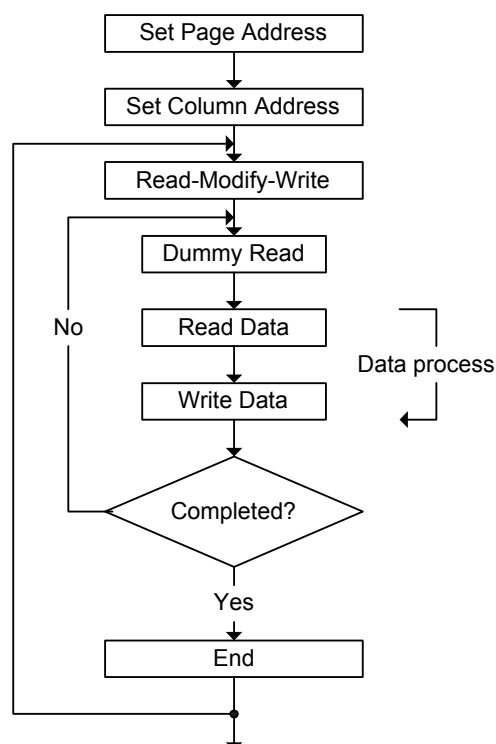 Set Page Address
Set Column Address
Read-Modify-Write
Dummy Read
No
Read Data
Data process
Write Data
Completed?
Yes
End